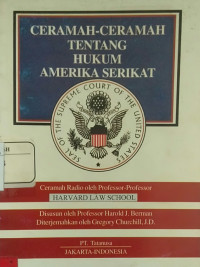 CERAMAH-CERAMAH
TENTANG
HUKUM
AMERIKA SERIKAT
SEAL OF THE SUPREME COURT OF THE UNITED STATES
Ceramah Radio oleh Professor-Professor
HARVARD LAW SCHOOL
Disusun oleh Professor Harold J. Berman
Diterjemahkan oleh Gregory Churchill, J.D.
PT. Tatanusa
JAKARTA-INDONESIA